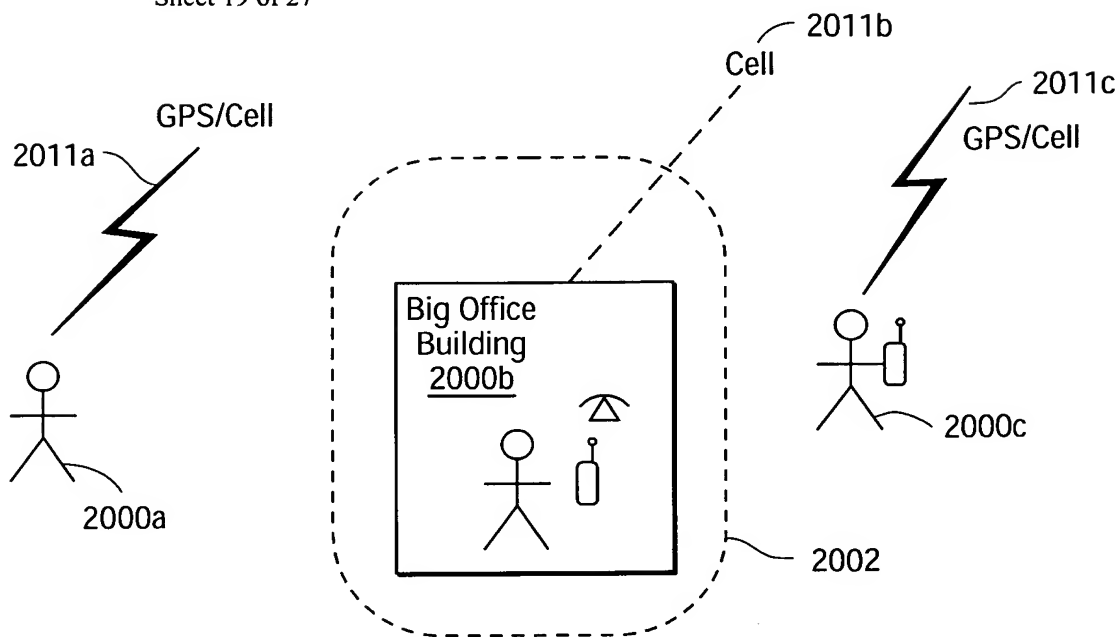 Sheet 19 of 27
2011b
Cell
2011c
GPS/Cell
GPS/Cell
2011a
Big Office
Building
2000b
2000c
2000a
2002